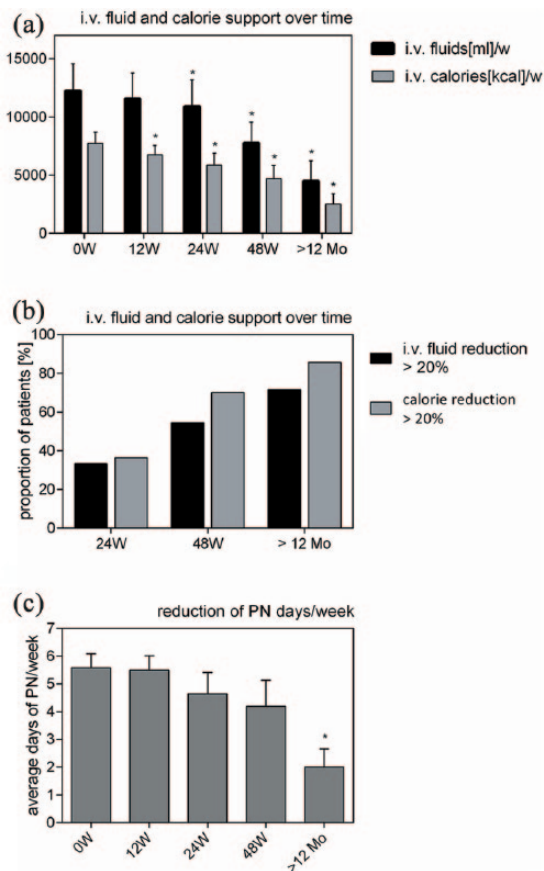 (a)
i.v. fluid and calorie support over time
15000
10000
5000
0
* * * * * * *
0W 12W 24W 48W >12 Mo
i.v. fluids[ml]/w
i.v. calories[kcal]/w
(b)
i.v. fluid and calorie support over time
proportion of patients [%]
100
80
60
40
20
0
24W 48W > 12 Mo
i.v. fluid reduction
> 20%
calorie reduction
> 20%
(c)
reduction of PN days/week
average days of PN/week
7
6
5
4
3
2
1
0
*
0W 12W 24W 48W >12 Mo